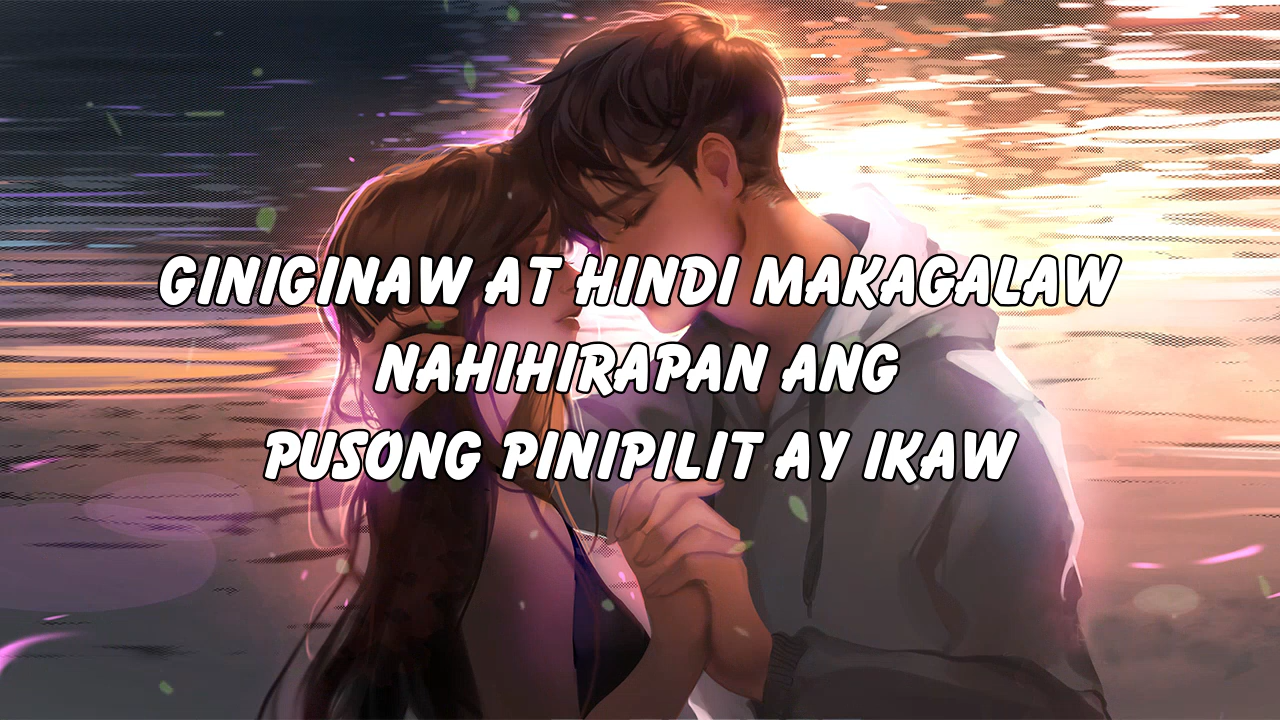 GINIGINAW AT HINDI MAKAGALAW
NAHIHIRAPAN ANG
PUSONG PINIPILIT AY IKAW